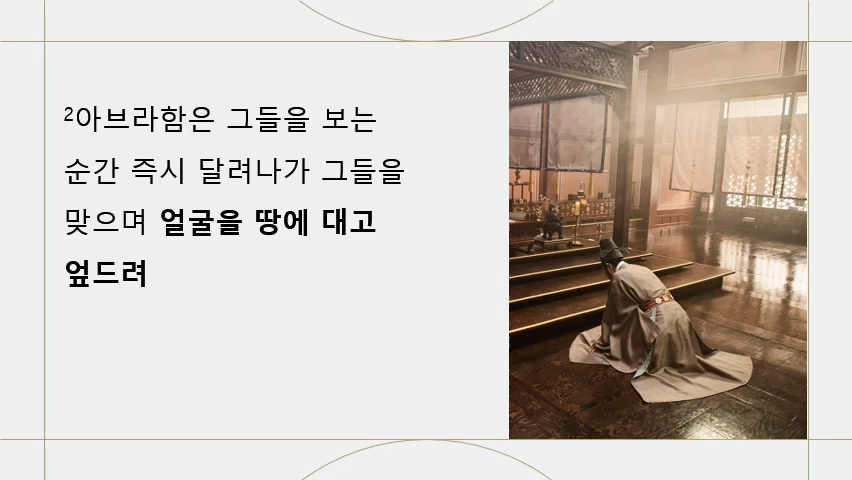 ²아브라함은 그들을 보는
순간 즉시 달려나가 그들을
맞으며 얼굴을 땅에 대고
엎드려